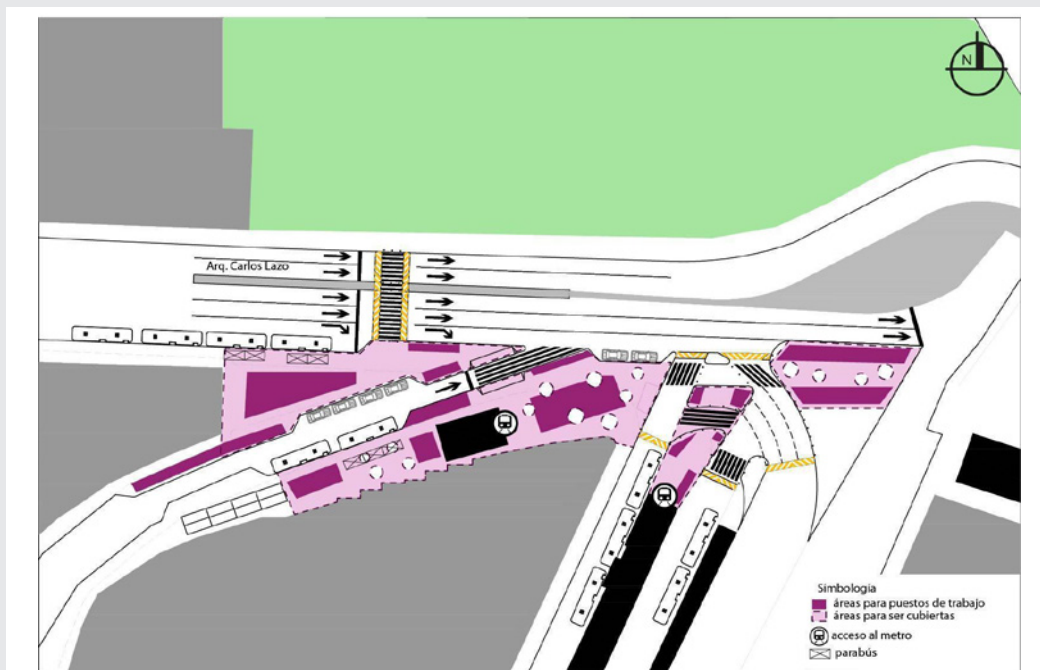 N
Arq. Carlos Lazo
Simbología
áreas para puestos de trabajo
áreas para ser cubiertas
acceso al metro
parabús